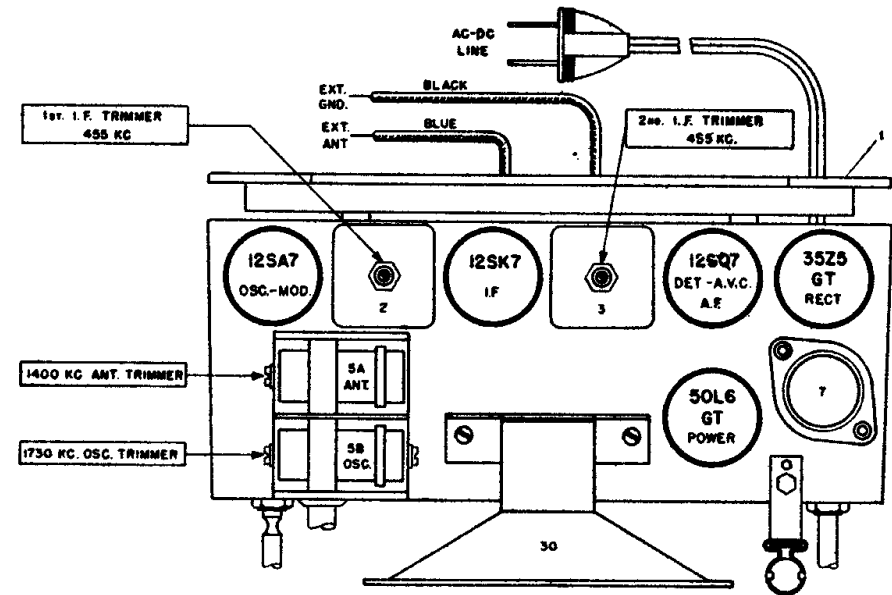 AC-DC
LINE
EXT.
GND.
BLACK
EXT.
ANT
BLUE
1ST. I.F. TRIMMER
455 KC
2ND. I.F. TRIMMER
455 KC.
1
12SA7
OSC.-MOD.
2
12SK7
I.F
3
12SQ7
DET-A.V.C.
A.F.
35Z5
GT
RECT
1400 KC ANT. TRIMMER
5A
ANT.
50L6
GT
POWER
7
1730 KC. OSC. TRIMMER
5B
OSC.
30